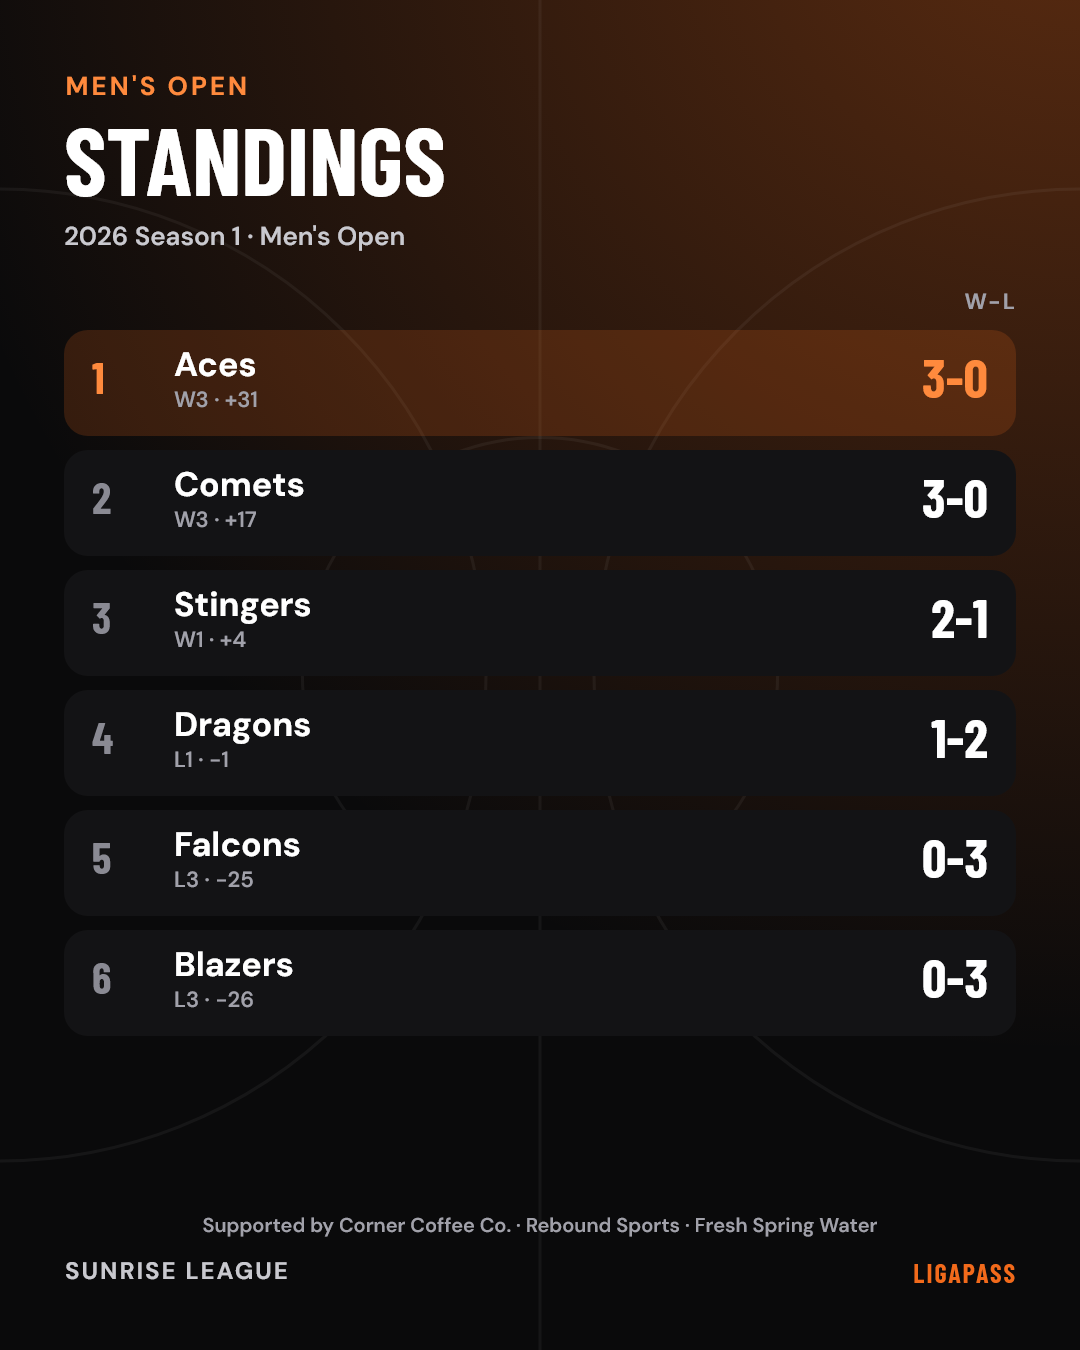 MEN'S OPEN
STANDINGS
2026 Season 1 · Men's Open
W-L
1 Aces 3-0
W3 · +31
2 Comets 3-0
W3 · +17
3 Stingers 2-1
W1 · +4
4 Dragons 1-2
L1 · -1
5 Falcons 0-3
L3 · -25
6 Blazers 0-3
L3 · -26
Supported by Corner Coffee Co. · Rebound Sports · Fresh Spring Water
SUNRISE LEAGUE LIGAPASS